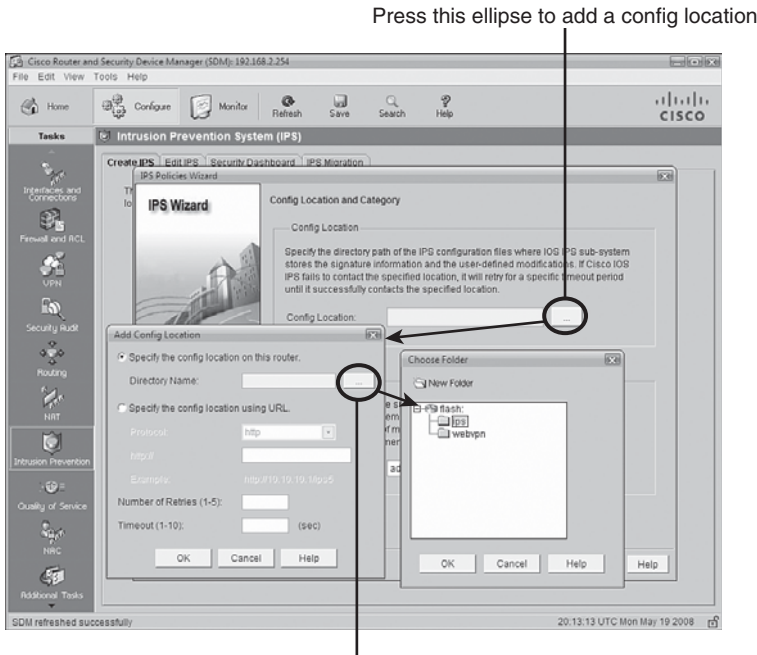 Press this ellipse to add a config location
Cisco Router and Security Device Manager (SDM): 192.168.2.254
File Edit View Tools Help
Home Configure Monitor Refresh Save Search Help
CISCO
Tasks
Intrusion Prevention System (IPS)
Interfaces and Connections
Firewall and ACL
VPN
Security Audit
Routing
NAT
Intrusion Prevention
Quality of Service
NAC
Additional Tasks
Create IPS Edit IPS Security Dashboard IPS Migration
IPS Policies Wizard
IPS Wizard
Config Location and Category
Config Location
Specify the directory path of the IPS configuration files where IOS IPS sub-system
stores the signature information and the user-defined modifications. If Cisco IOS
IPS fails to contact the specified location, it will retry for a specific timeout period
until it successfully contacts the specified location.
Config Location:
...
Add Config Location
Specify the config location on this router.
Directory Name:
...
Specify the config location using URL.
Protocol: http
http://
Example:
Number of Retries (1-5):
Timeout (1-10): (sec)
OK Cancel Help
Choose Folder
New Folder
flash:
ips
webvpn
OK Cancel Help
Help
SDM refreshed successfully
20:13:13 UTC Mon May 19 2008